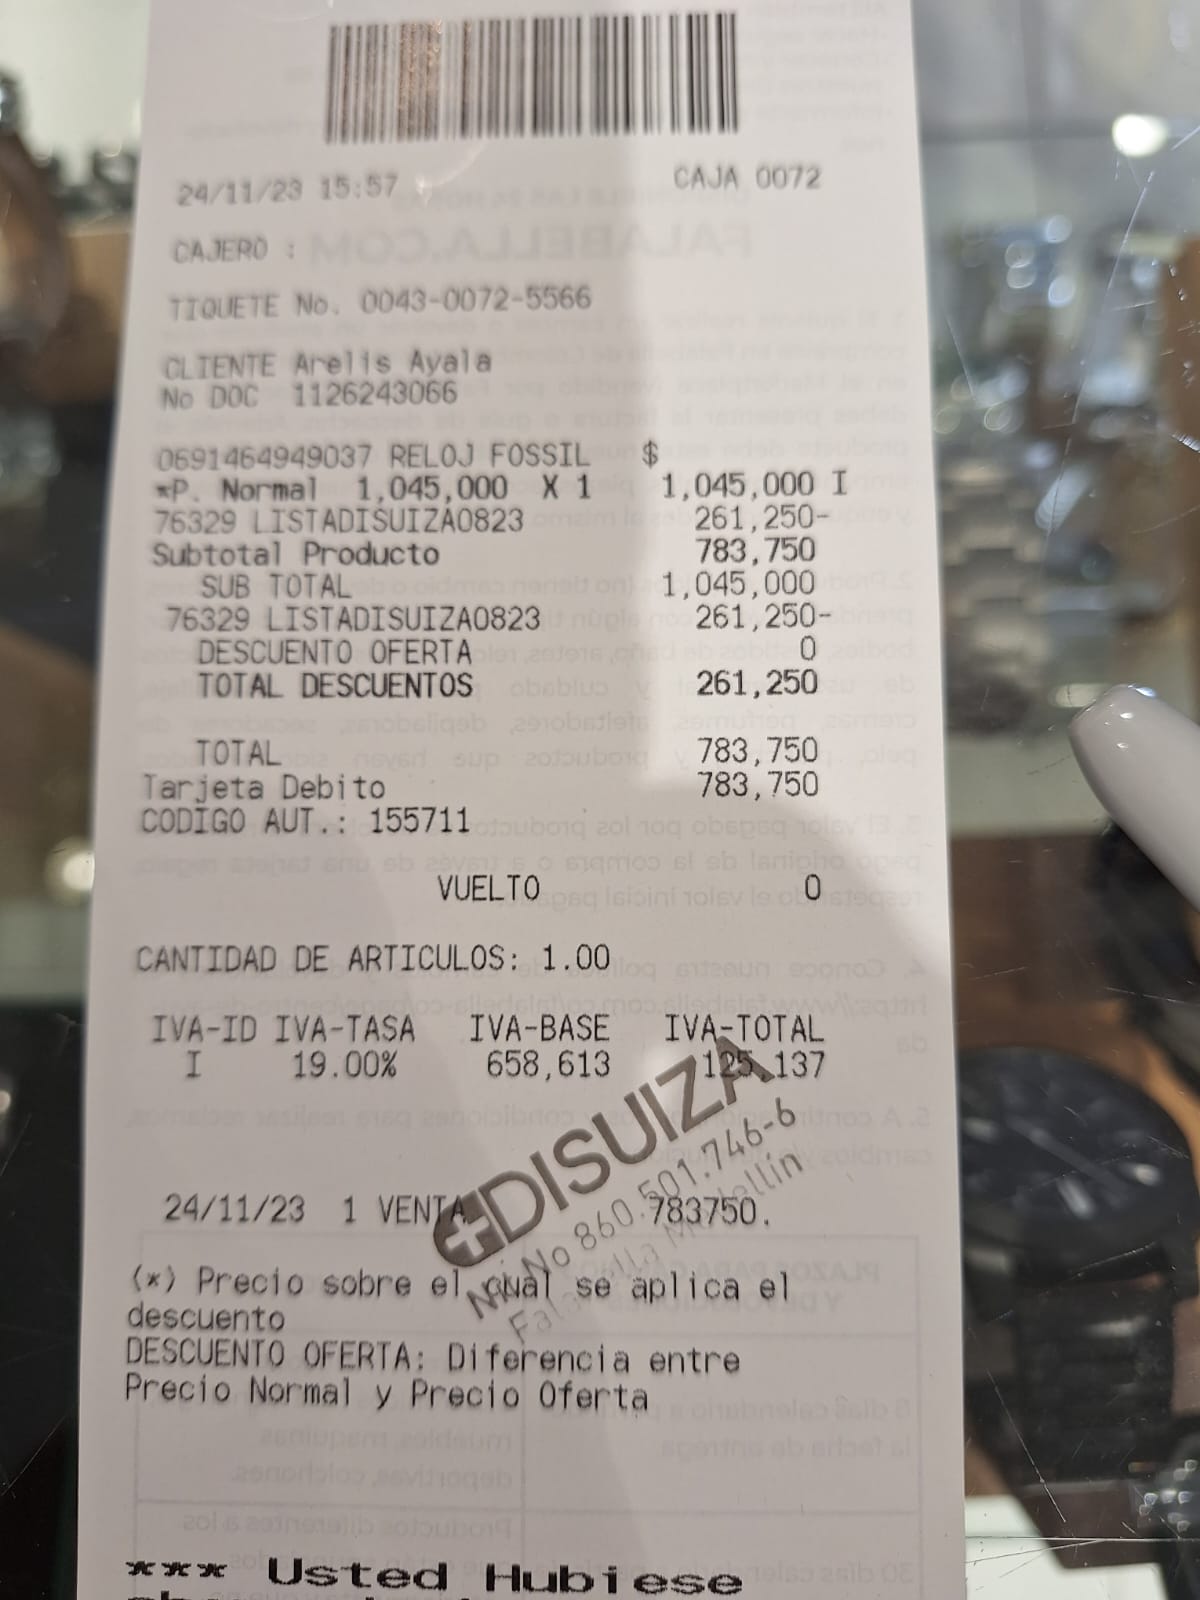 24/11/23 15:57 CAJA 0072
CAJERO :
TIQUETE No. 0043-0072-5566
CLIENTE Arelis Ayala
No DOC 1126243066
0691464949037 RELOJ FOSSIL $
*P. Normal 1,045,000 X 1 1,045,000 I
76329 LISTADISUIZA0823 261,250-
Subtotal Producto 783,750
SUB TOTAL 1,045,000
76329 LISTADISUIZA0823 261,250-
DESCUENTO OFERTA 0
TOTAL DESCUENTOS 261,250
TOTAL 783,750
Tarjeta Debito 783,750
CODIGO AUT.: 155711
VUELTO 0
CANTIDAD DE ARTICULOS: 1.00
IVA-ID IVA-TASA IVA-BASE IVA-TOTAL
I 19.00% 658,613 125,137
DISUIZA
Nit. No 860.501.746-6
Falabella Medellin
24/11/23 1 VENTA 783750.
(*) Precio sobre el cual se aplica el
descuento
DESCUENTO OFERTA: Diferencia entre
Precio Normal y Precio Oferta
*** Usted Hubiese